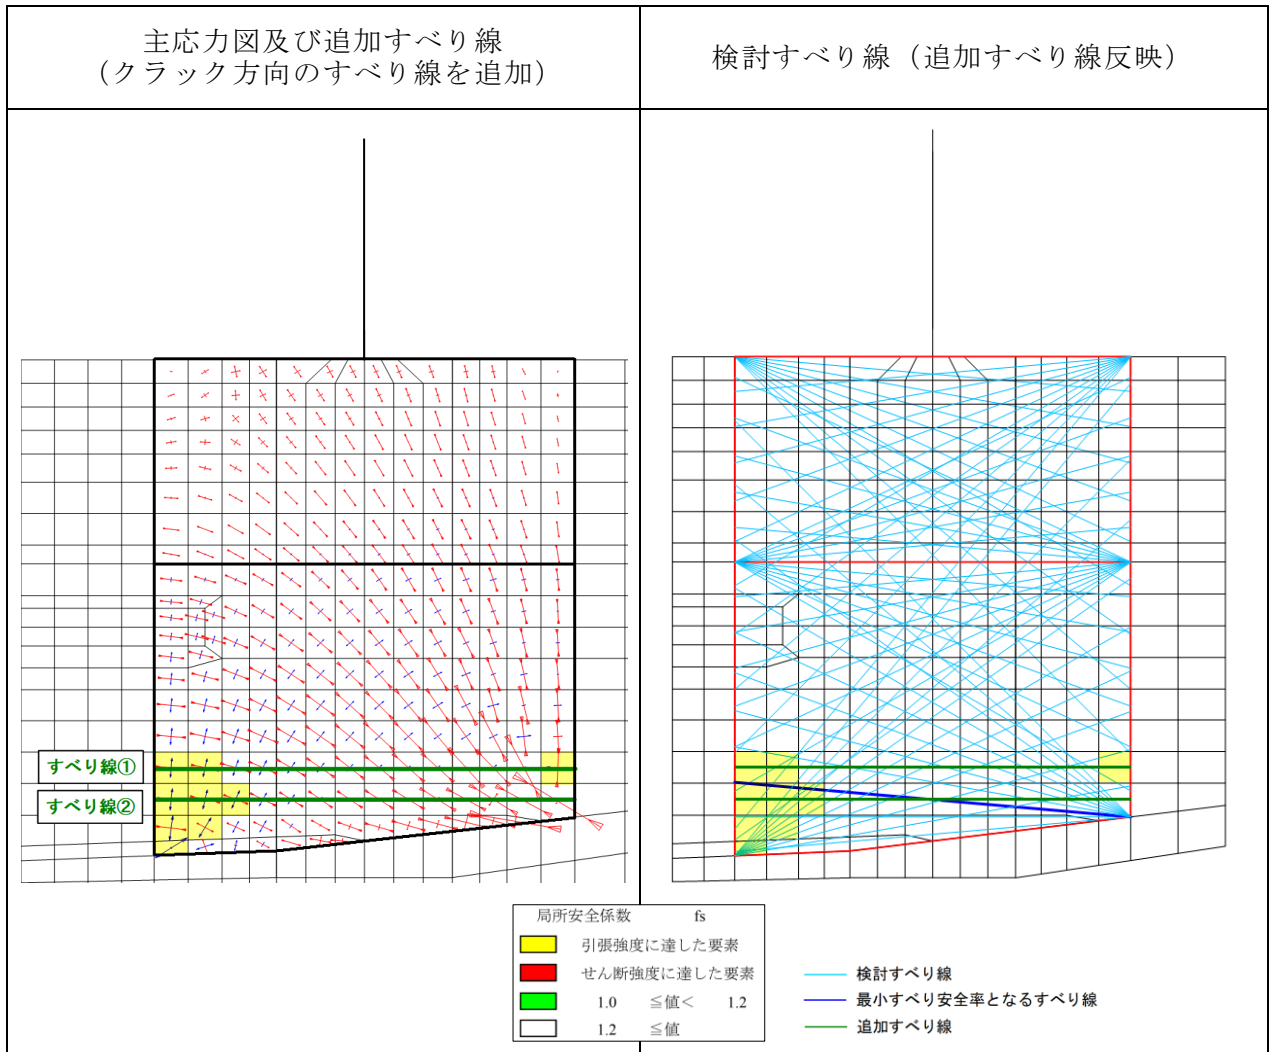 主応力図及び追加すべり線
（クラック方向のすべり線を追加）
検討すべり線（追加すべり線反映）
すべり線①
すべり線②
局所安全係数 fs
引張強度に達した要素
せん断強度に達した要素
1.0 ≦値＜ 1.2
1.2 ≦値
検討すべり線
最小すべり安全率となるすべり線
追加すべり線